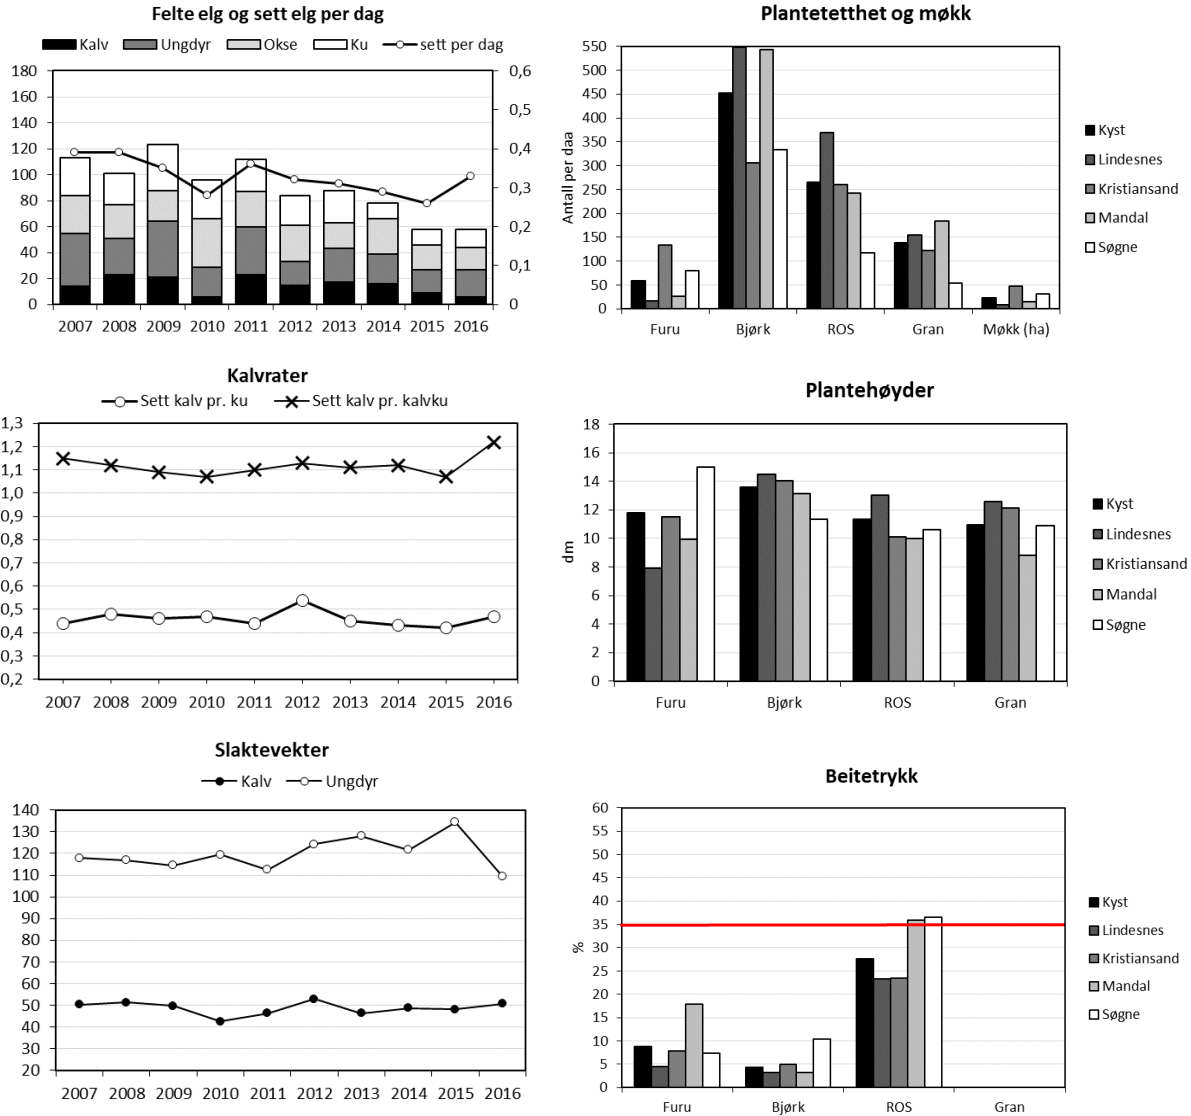 Felte elg og sett elg per dag
Kalv Ungdyr Okse Ku sett per dag
180 0,6
160 0,5
140
120 0,4
100
80 0,3
60 0,2
40
20 0,1
0 0
2007 2008 2009 2010 2011 2012 2013 2014 2015 2016
Plantetetthet og møkk
Antall per daa
550
500
450
400
350
300
250
200
150
100
50
0
Furu Bjørk ROS Gran Møkk (ha)
Kyst
Lindesnes
Kristiansand
Mandal
Søgne
Kalvrater
Sett kalv pr. ku Sett kalv pr. kalvku
1,3
1,2
1,1
1,0
0,9
0,8
0,7
0,6
0,5
0,4
0,3
0,2
2007 2008 2009 2010 2011 2012 2013 2014 2015 2016
Plantehøyder
dm
18
16
14
12
10
8
6
4
2
0
Furu Bjørk ROS Gran
Kyst
Lindesnes
Kristiansand
Mandal
Søgne
Slaktevekter
Kalv Ungdyr
140
130
120
110
100
90
80
70
60
50
40
30
20
2007 2008 2009 2010 2011 2012 2013 2014 2015 2016
Beitetrykk
%
60
55
50
45
40
35
30
25
20
15
10
5
0
Furu Bjørk ROS Gran
Kyst
Lindesnes
Kristiansand
Mandal
Søgne